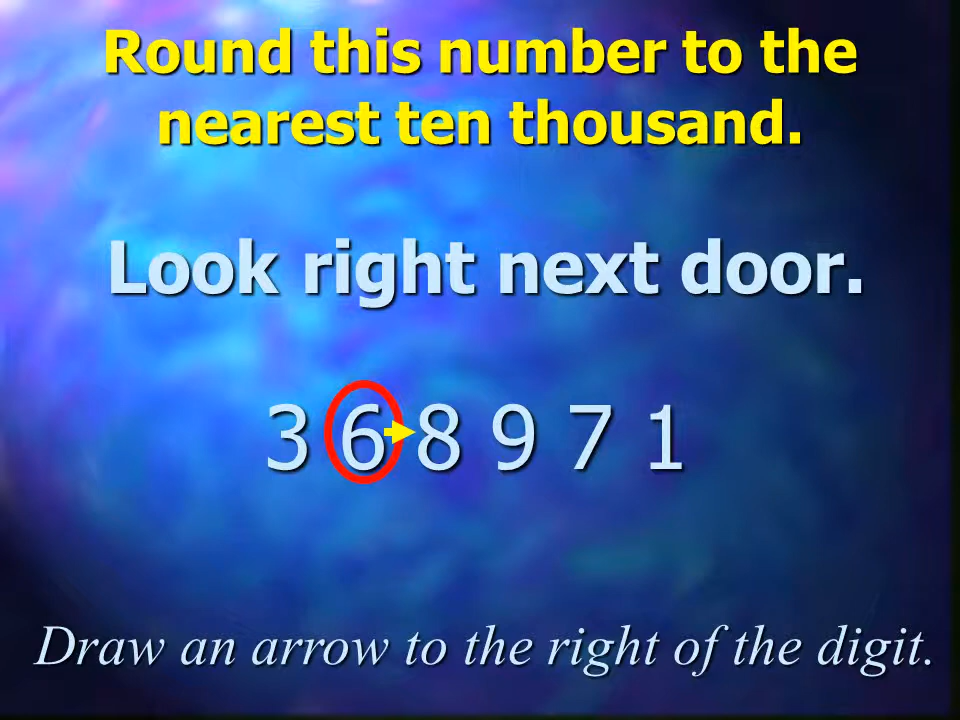 Round this number to the
nearest ten thousand.
Look right next door.
3 6 8 9 7 1
Draw an arrow to the right of the digit.